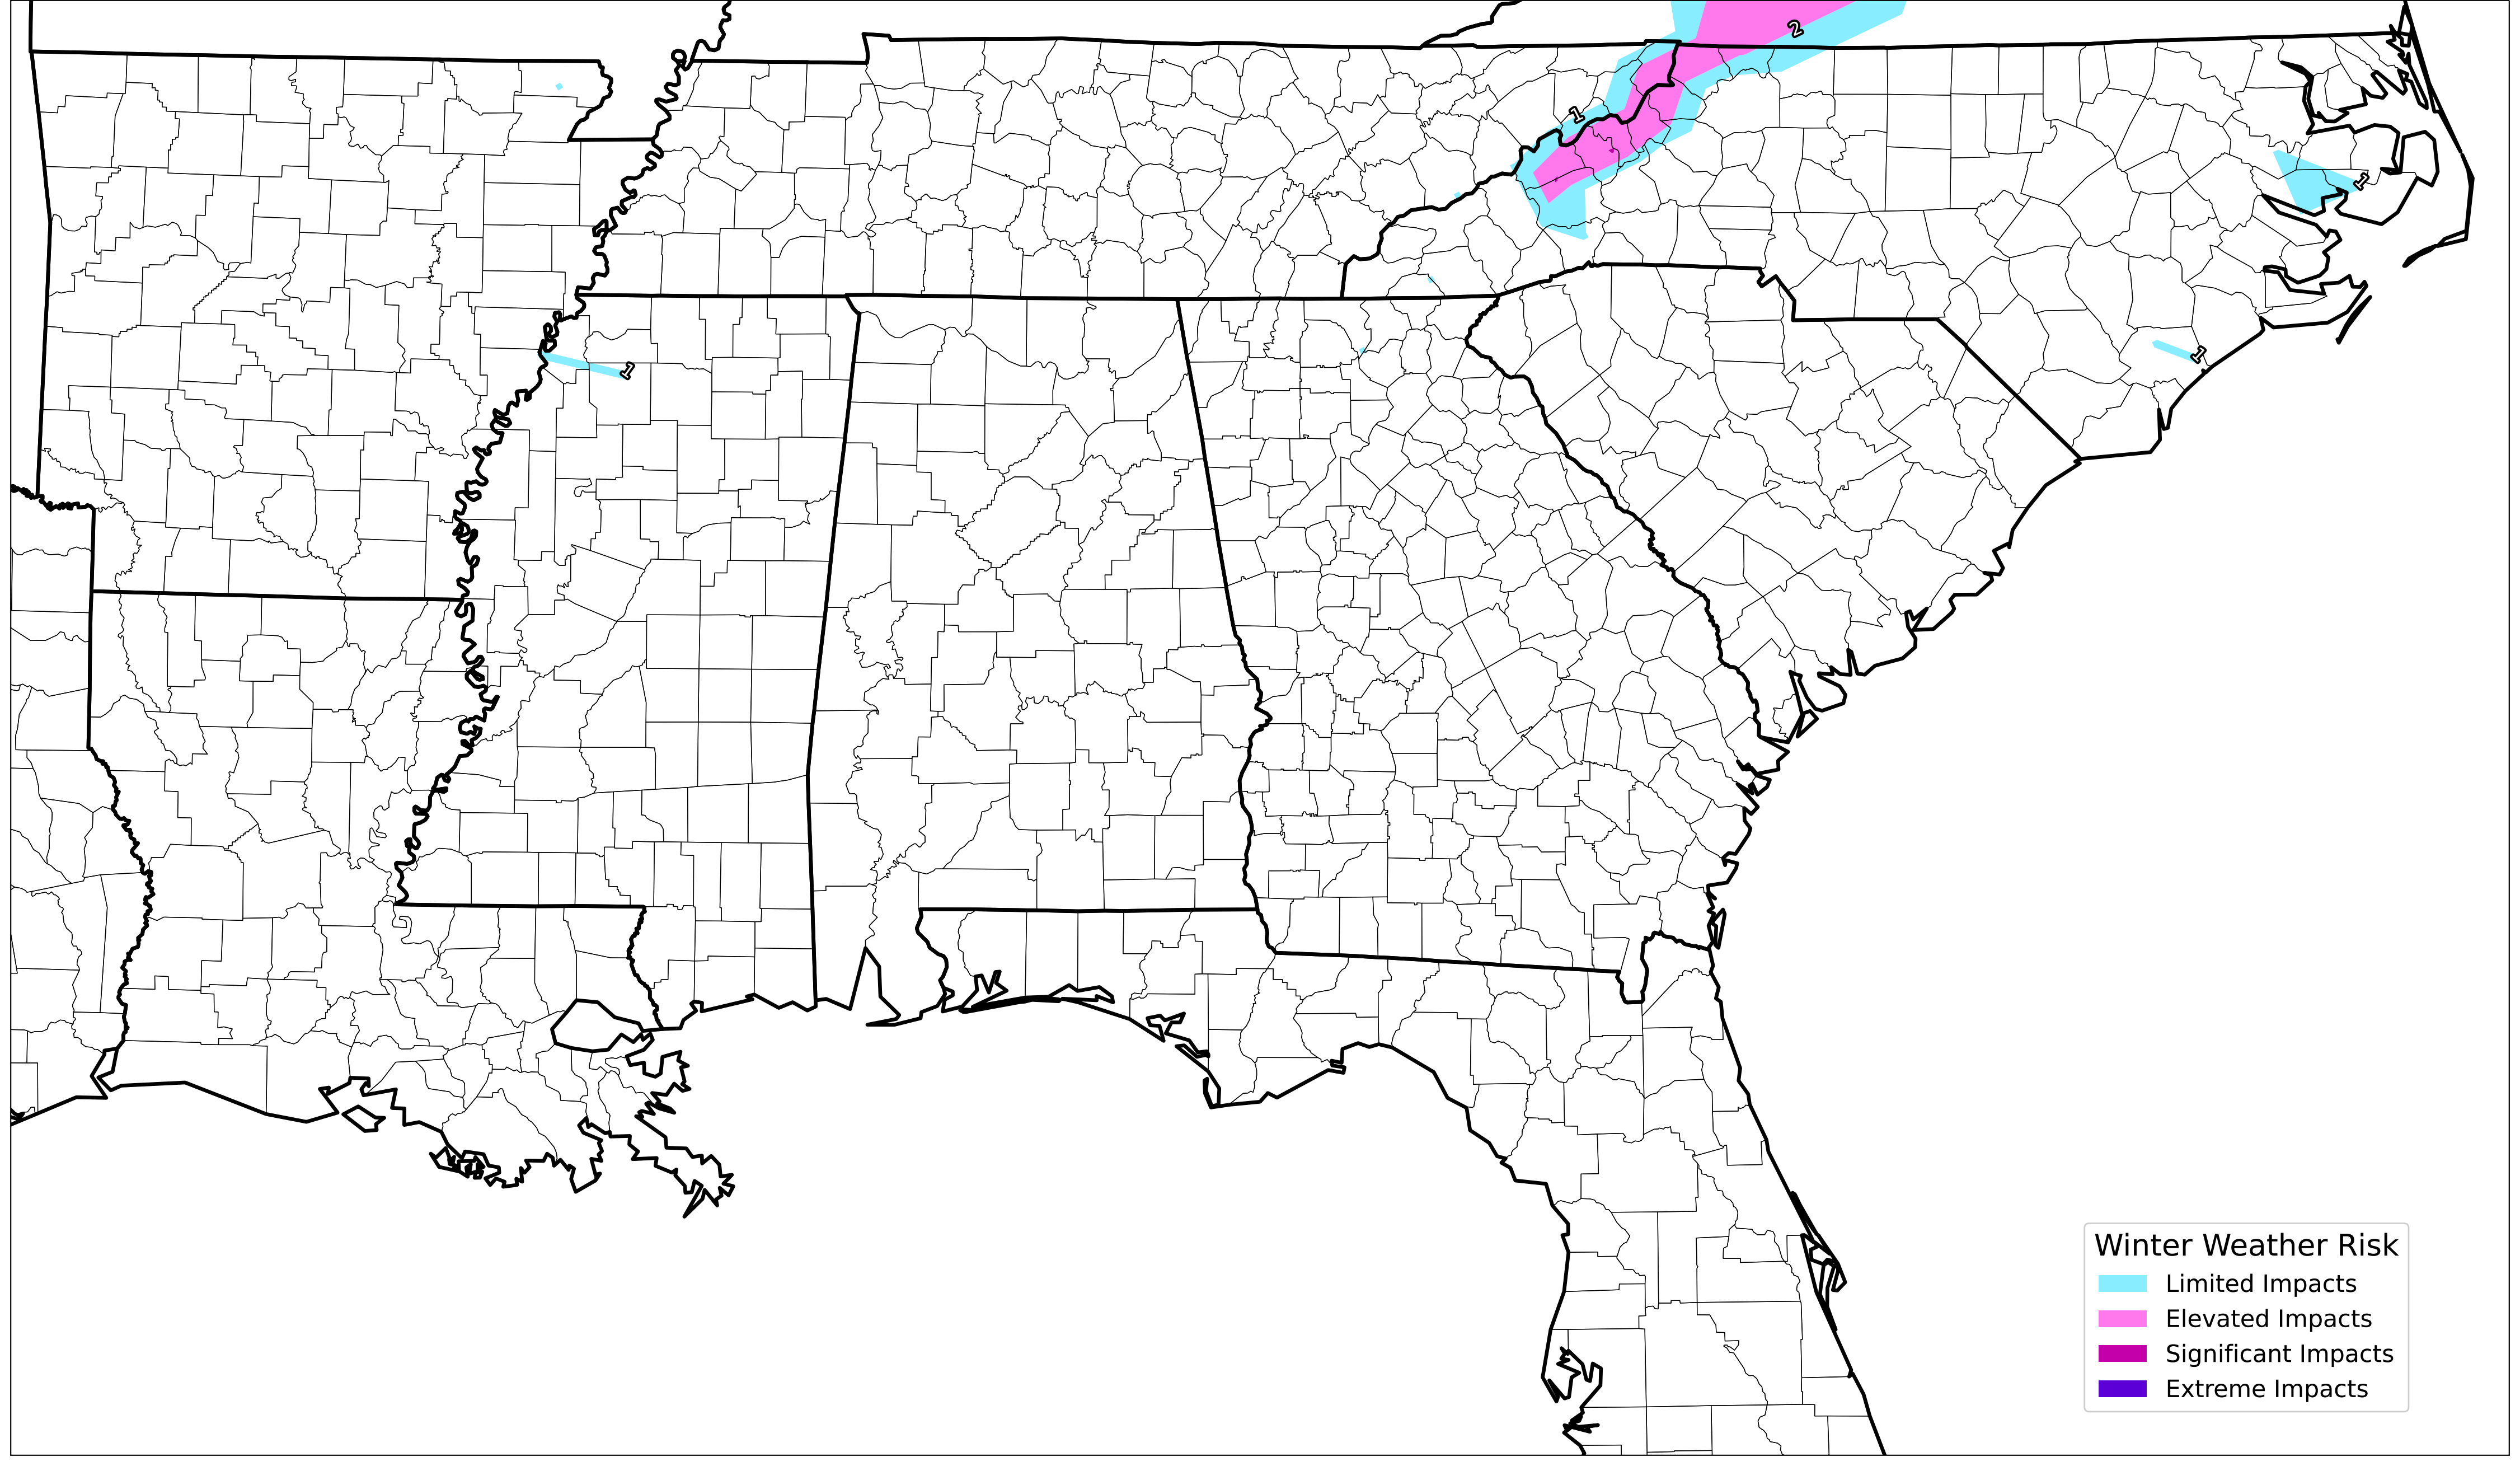 2
1
1
1
1
Winter Weather Risk
Limited Impacts
Elevated Impacts
Significant Impacts
Extreme Impacts